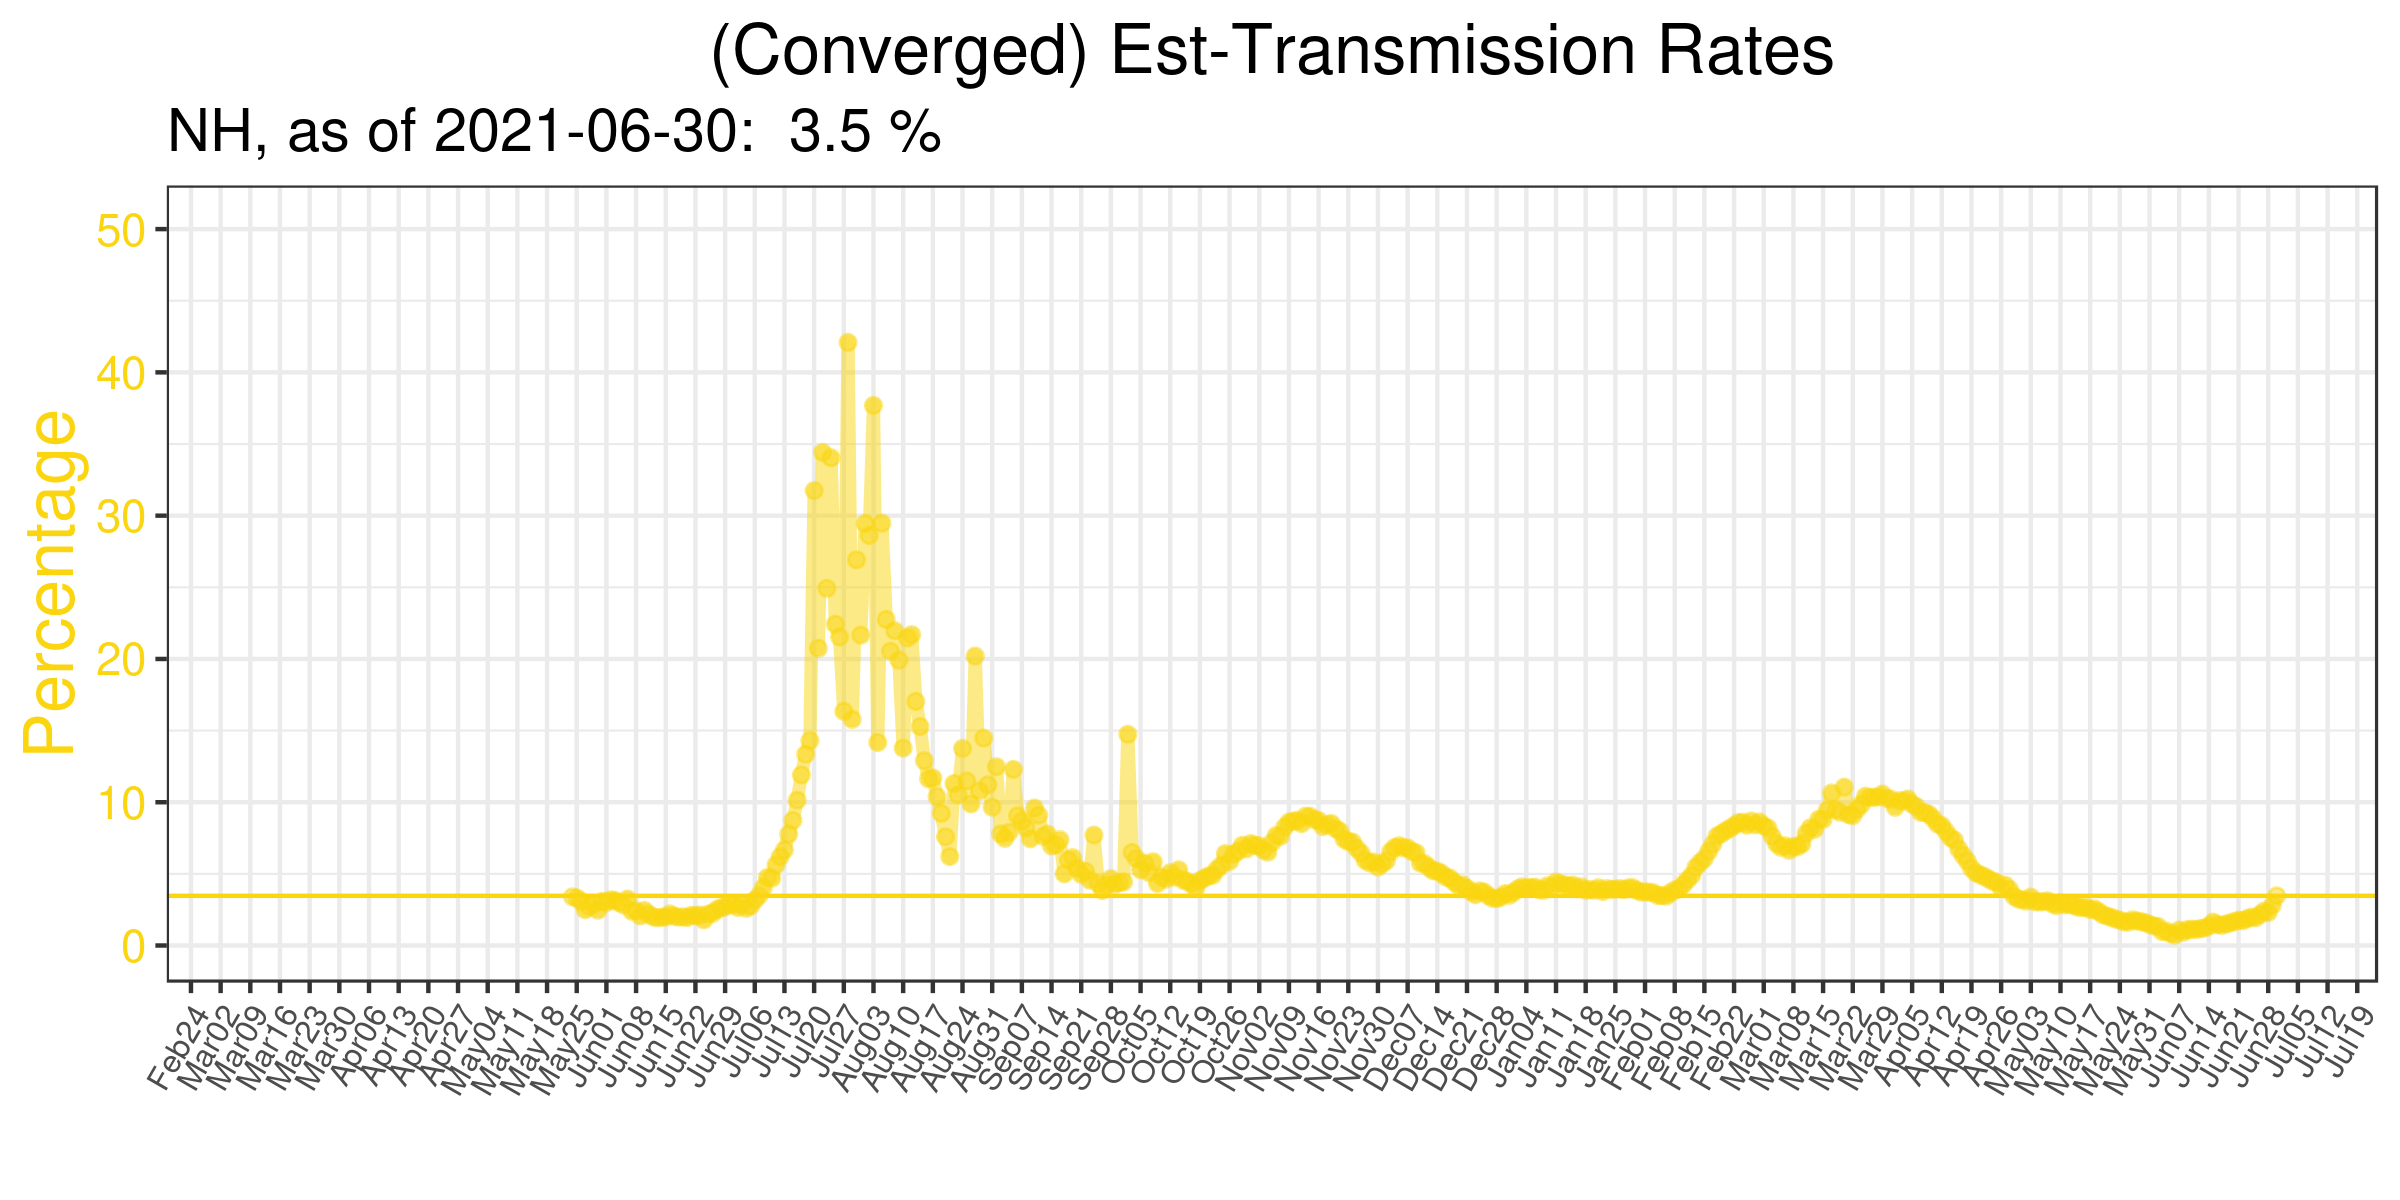 (Converged) Est-Transmission Rates
NH, as of 2021-06-30: 3.5 %
Percentage
50
40
30
20
10
0
Feb24
Mar02
Mar09
Mar16
Mar23
Mar30
Apr06
Apr13
Apr20
Apr27
May04
May11
May18
May25
Jun01
Jun08
Jun15
Jun22
Jun29
Jul06
Jul13
Jul20
Jul27
Aug03
Aug10
Aug17
Aug24
Aug31
Sep07
Sep14
Sep21
Sep28
Oct05
Oct12
Oct19
Oct26
Nov02
Nov09
Nov16
Nov23
Nov30
Dec07
Dec14
Dec21
Dec28
Jan04
Jan11
Jan18
Jan25
Feb01
Feb08
Feb15
Feb22
Mar01
Mar08
Mar15
Mar22
Mar29
Apr05
Apr12
Apr19
Apr26
May03
May10
May17
May24
May31
Jun07
Jun14
Jun21
Jun28
Jul05
Jul12
Jul19